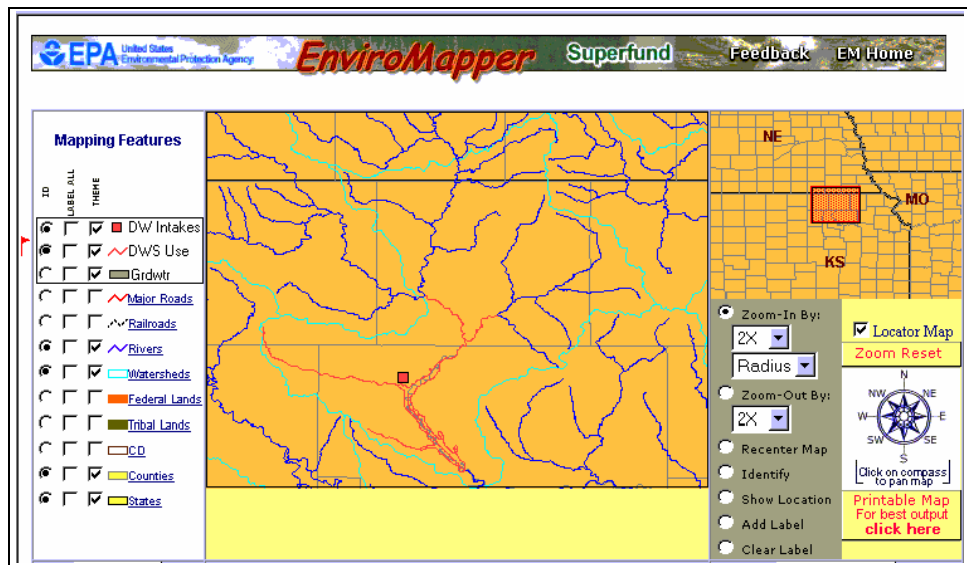 EPA United States Environmental Protection Agency EnviroMapper Superfund Feedback EM Home
Mapping Features
ID LABEL ALL THEME
DW Intakes
DWS Use
Grdwtr
Major Roads
Railroads
Rivers
Watersheds
Federal Lands
Tribal Lands
CD
Counties
States
NE
MO
KS
Zoom-In By:
2X
Radius
Zoom-Out By:
2X
Recenter Map
Identify
Show Location
Add Label
Clear Label
Locator Map
Zoom Reset
N
NW NE
W E
SW SE
S
Click on compass
to pan map
Printable Map
For best output
click here